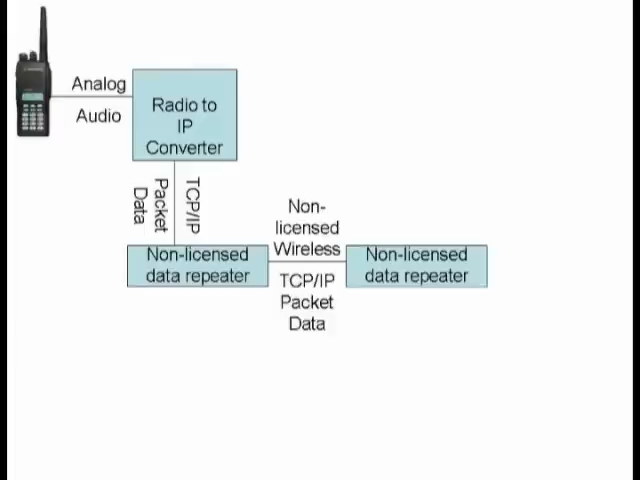 Analog
Audio
Radio to
IP
Converter
TCP/IP
Packet
Data
Non-
licensed
Wireless
Non-licensed
data repeater
TCP/IP
Packet
Data
Non-licensed
data repeater